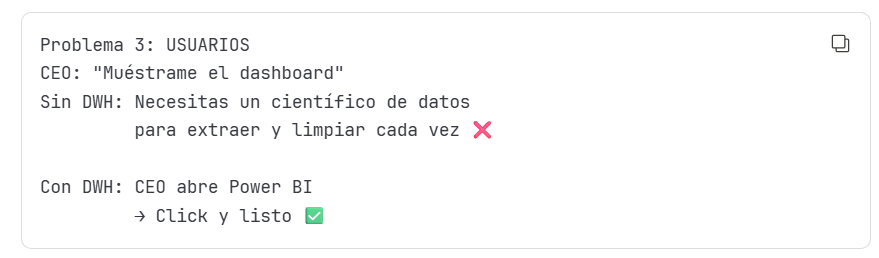 Problema 3: USUARIOS
CEO: "Muéstrame el dashboard"
Sin DWH: Necesitas un científico de datos
para extraer y limpiar cada vez ❌
Con DWH: CEO abre Power BI
→ Click y listo ✅